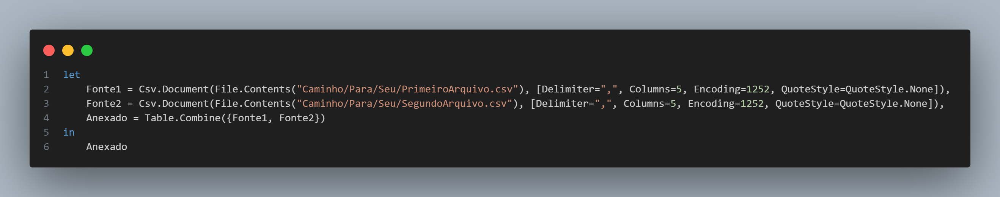 1 let
2     Fonte1 = Csv.Document(File.Contents("Caminho/Para/Seu/PrimeiroArquivo.csv"), [Delimiter=",", Columns=5, Encoding=1252, QuoteStyle=QuoteStyle.None]),
3     Fonte2 = Csv.Document(File.Contents("Caminho/Para/Seu/SegundoArquivo.csv"), [Delimiter=",", Columns=5, Encoding=1252, QuoteStyle=QuoteStyle.None]),
4     Anexado = Table.Combine({Fonte1, Fonte2})
5 in
6     Anexado